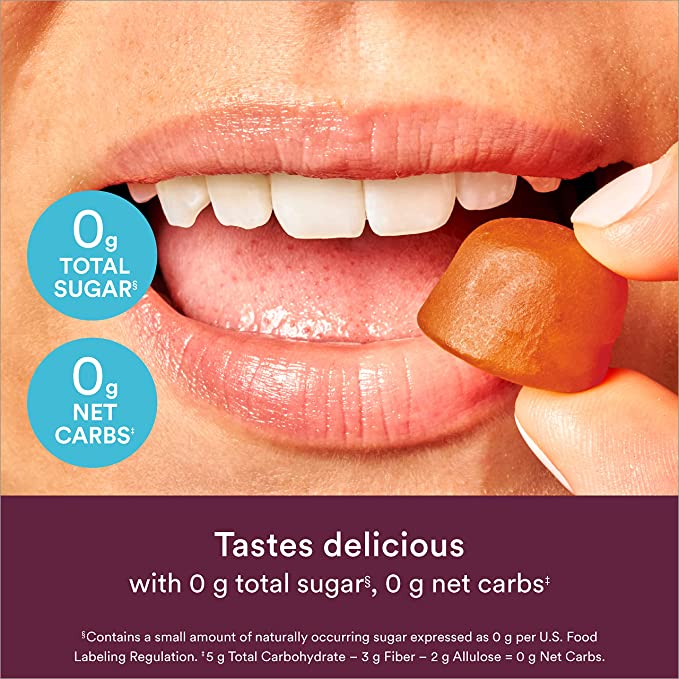 0g
TOTAL
SUGAR§
0g
NET
CARBS‡
Tastes delicious
with 0 g total sugar§, 0 g net carbs‡
§Contains a small amount of naturally occurring sugar expressed as 0 g per U.S. Food
Labeling Regulation. ‡5 g Total Carbohydrate – 3 g Fiber – 2 g Allulose = 0 g Net Carbs.